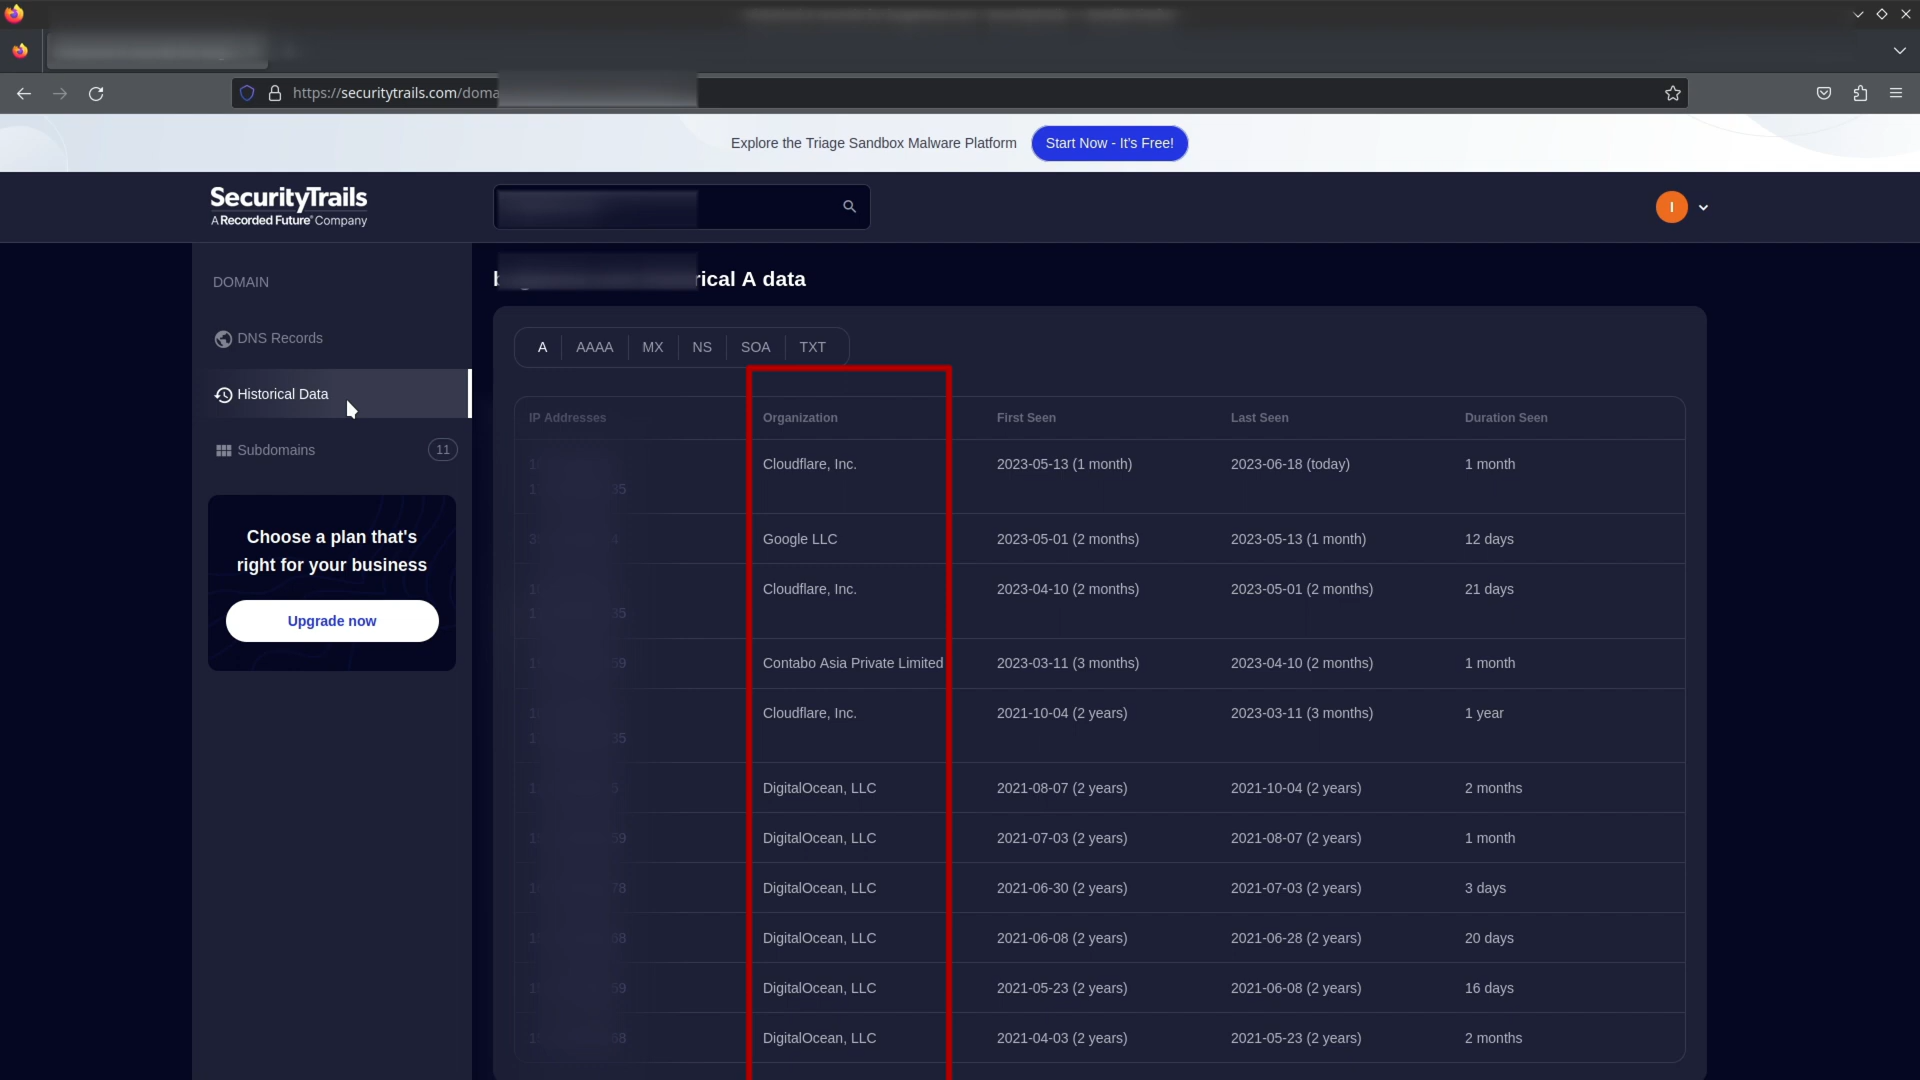 https://securitytrails.com/doma
Explore the Triage Sandbox Malware Platform Start Now - It's Free!
SecurityTrails
A Recorded Future® Company
I
DOMAIN
rical A data
DNS Records
A AAAA MX NS SOA TXT
Historical Data
IP Addresses Organization First Seen Last Seen Duration Seen
Subdomains 11
Cloudflare, Inc. 2023-05-13 (1 month) 2023-06-18 (today) 1 month
Choose a plan that's
right for your business
Upgrade now
Google LLC 2023-05-01 (2 months) 2023-05-13 (1 month) 12 days
Cloudflare, Inc. 2023-04-10 (2 months) 2023-05-01 (2 months) 21 days
Contabo Asia Private Limited 2023-03-11 (3 months) 2023-04-10 (2 months) 1 month
Cloudflare, Inc. 2021-10-04 (2 years) 2023-03-11 (3 months) 1 year
DigitalOcean, LLC 2021-08-07 (2 years) 2021-10-04 (2 years) 2 months
DigitalOcean, LLC 2021-07-03 (2 years) 2021-08-07 (2 years) 1 month
DigitalOcean, LLC 2021-06-30 (2 years) 2021-07-03 (2 years) 3 days
DigitalOcean, LLC 2021-06-08 (2 years) 2021-06-28 (2 years) 20 days
DigitalOcean, LLC 2021-05-23 (2 years) 2021-06-08 (2 years) 16 days
DigitalOcean, LLC 2021-04-03 (2 years) 2021-05-23 (2 years) 2 months